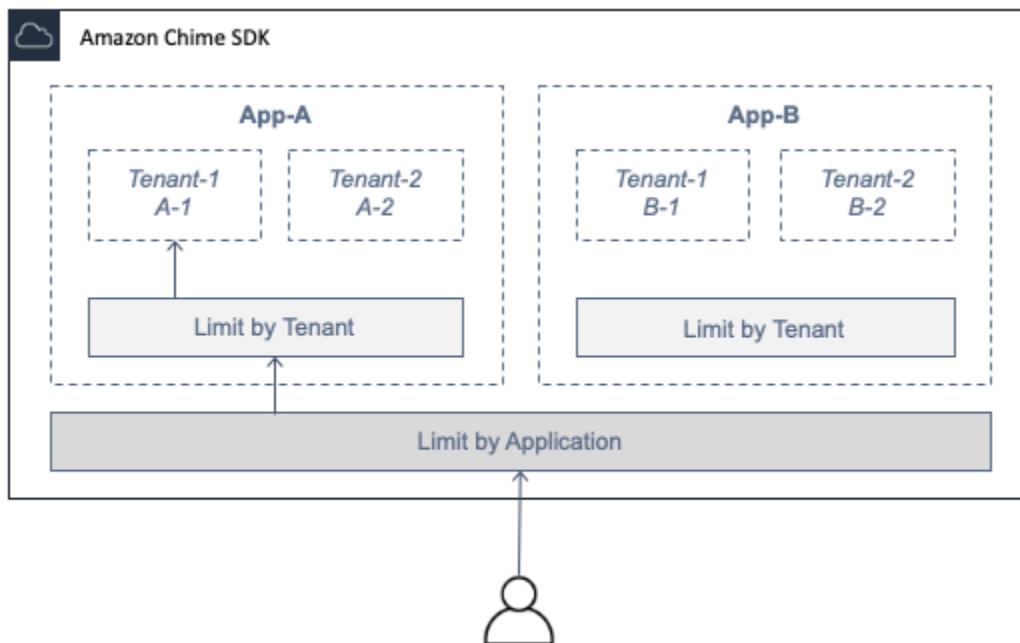 Amazon Chime SDK
App-A
App-B
Tenant-1
A-1
Tenant-2
A-2
Tenant-1
B-1
Tenant-2
B-2
Limit by Tenant
Limit by Tenant
Limit by Application